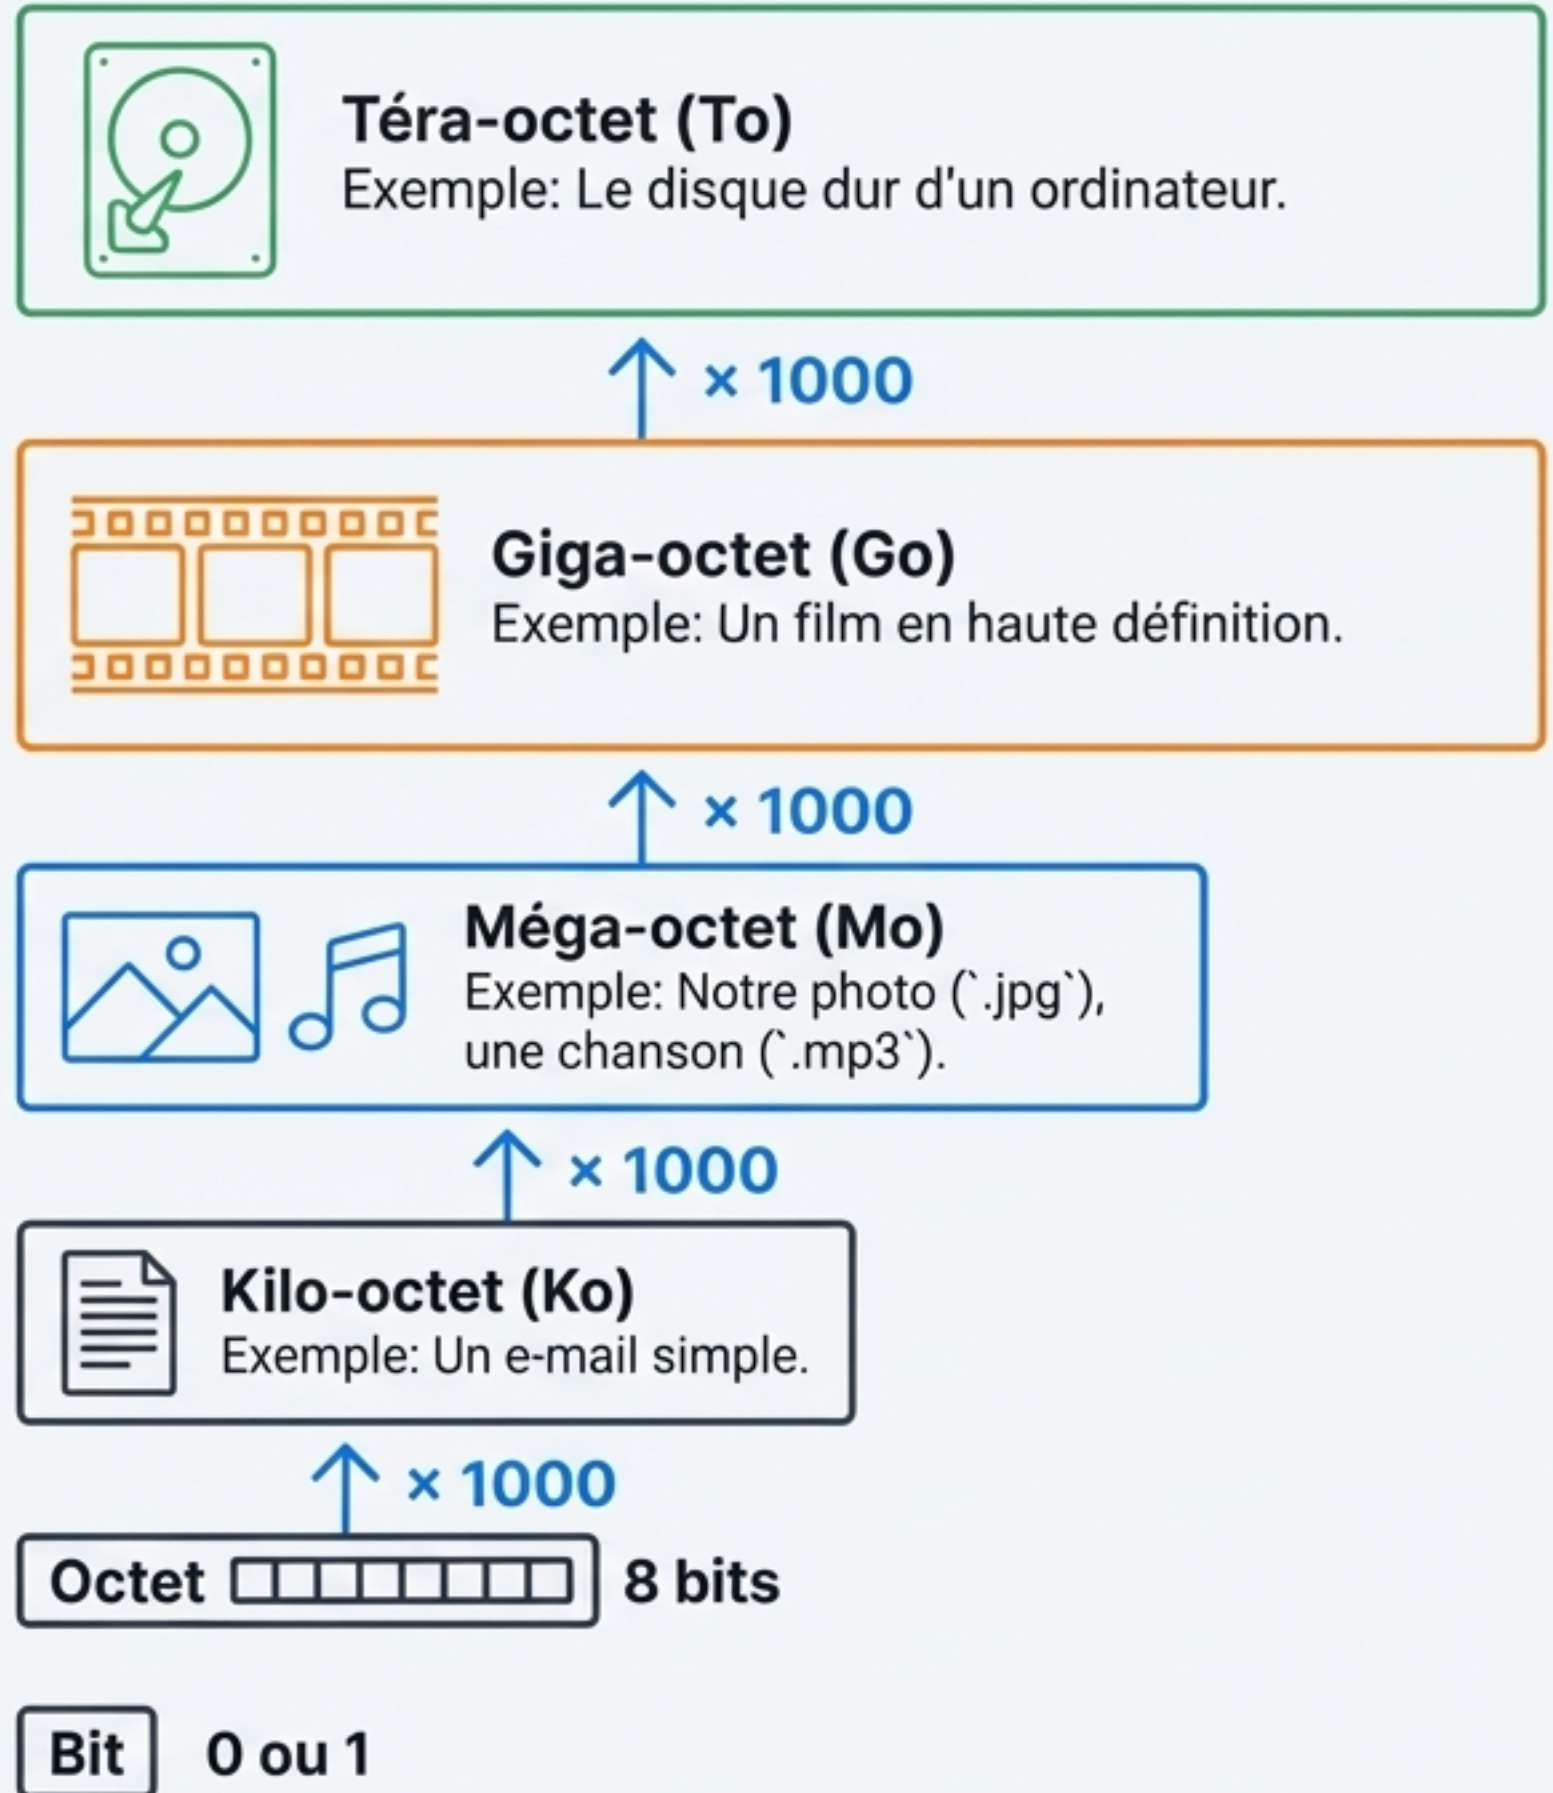 Téra-octet (To)
Exemple: Le disque dur d'un ordinateur.
× 1000
Giga-octet (Go)
Exemple: Un film en haute définition.
× 1000
Méga-octet (Mo)
Exemple: Notre photo (`.jpg`),
une chanson (`.mp3`).
× 1000
Kilo-octet (Ko)
Exemple: Un e-mail simple.
× 1000
Octet 8 bits
Bit 0 ou 1